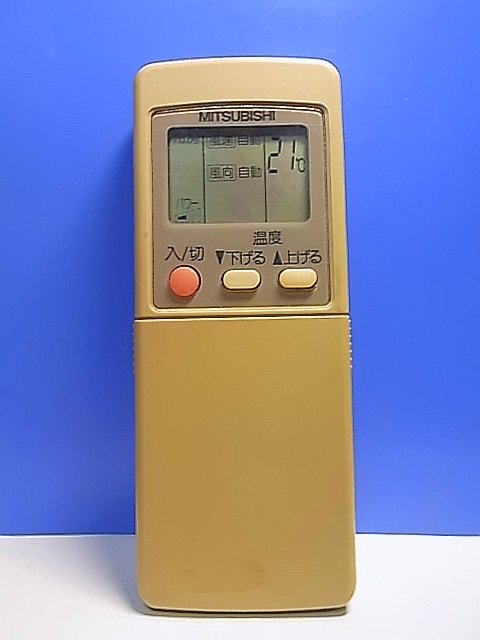 MITSUBISHI
風速 自動
21℃
風向 自動
パワー
温度
入/切
▼下げる
▲上げる